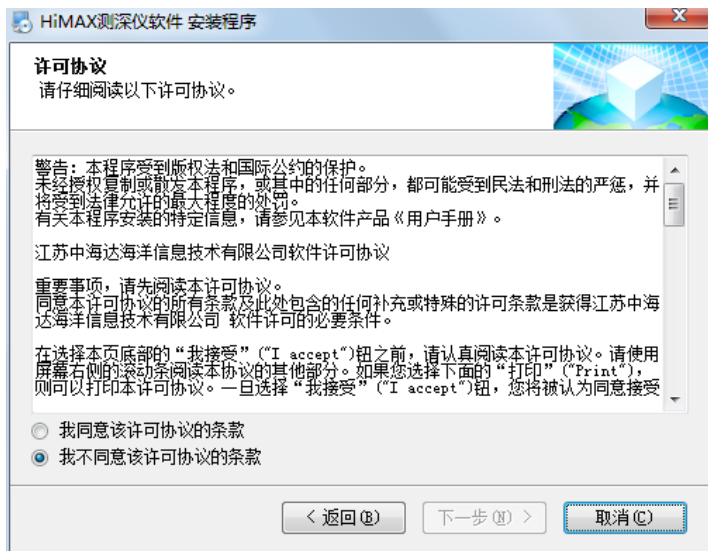 HiMAX测深仪软件 安装程序
许可协议
请仔细阅读以下许可协议。
警告: 本程序受到版权法和国际公约的保护。
未经授权复制或散发本程序，或其中的任何部分，都可能受到民法和刑法的严惩，并
将受到法律允许的最大程度的处罚。
有关本程序安装的特定信息，请参见本软件产品《用户手册》。
江苏中海达海洋信息技术有限公司软件许可协议
重要事项，请先阅读本许可协议。
同意本许可协议的所有条款及此处包含的任何补充或特殊的许可条款是获得江苏中海
达海洋信息技术有限公司 软件许可的必要条件。
在选择本页底部的“我接受”("I accept")钮之前，请认真阅读本许可协议。请使用
屏幕右侧的滚动条阅读本协议的其他部分。如果您选择下面的“打印”("Print")，
则可以打印本许可协议。一旦选择“我接受”("I accept")钮，您将被认为同意接受
我同意该许可协议的条款
我不同意该许可协议的条款
< 返回(B)
下一步(N) >
取消(C)